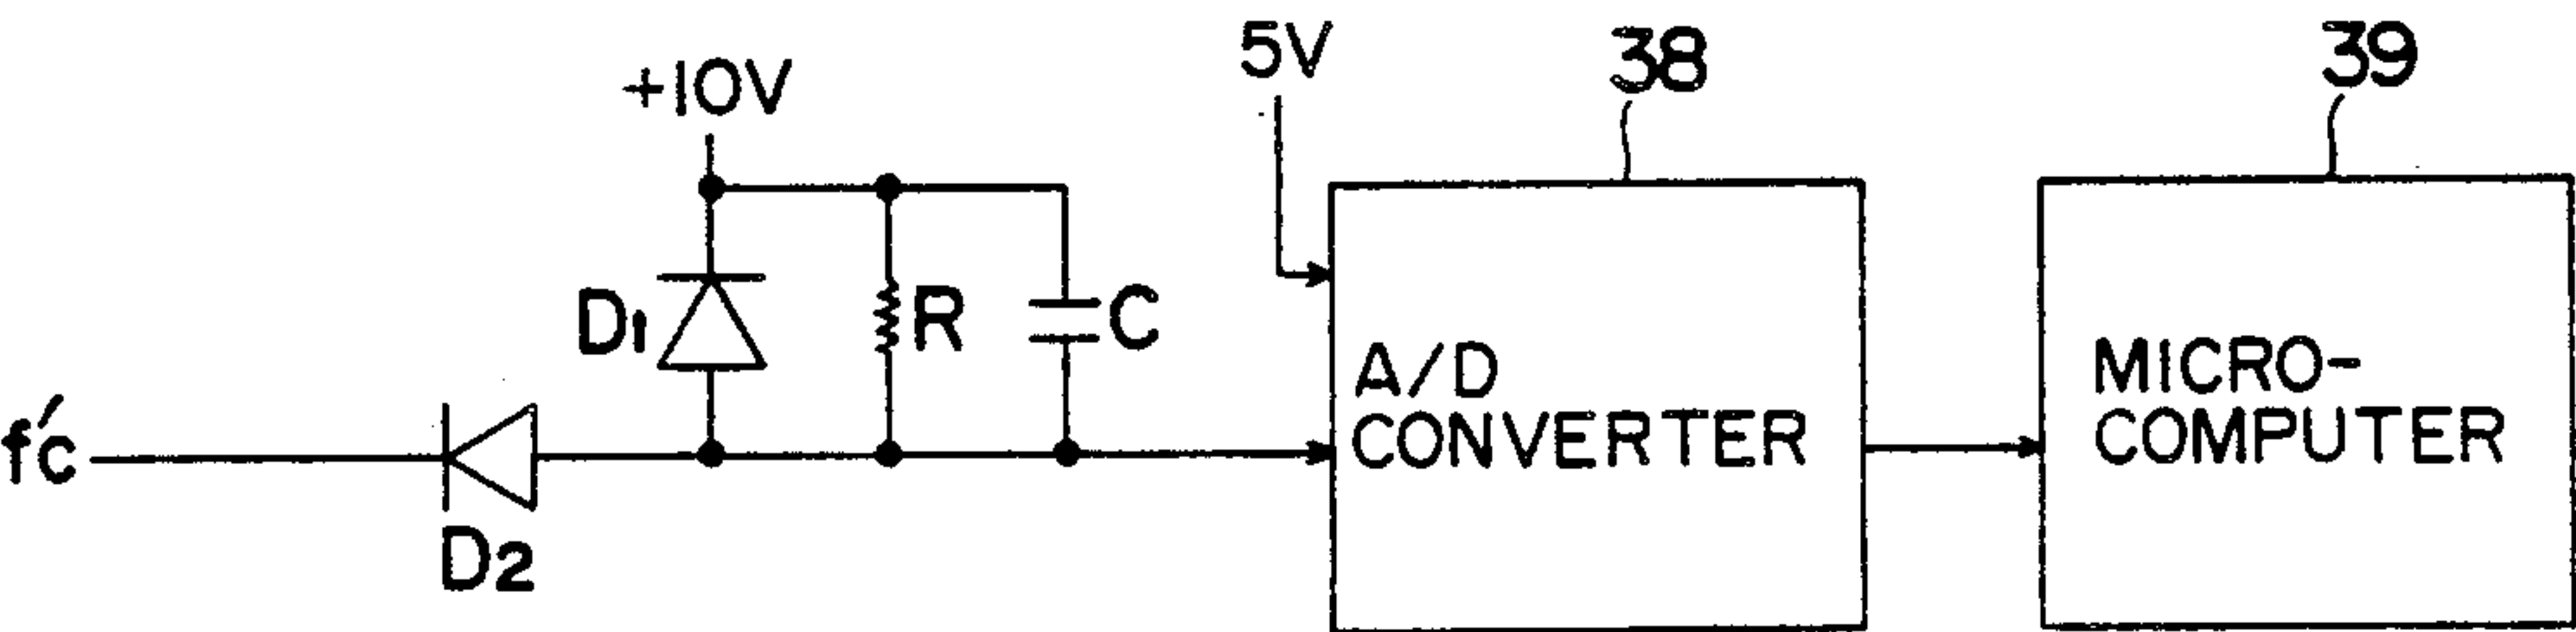 +10V
5V
38
39
D1
R
C
f'c
D2
A/D
CONVERTER
MICRO-
COMPUTER